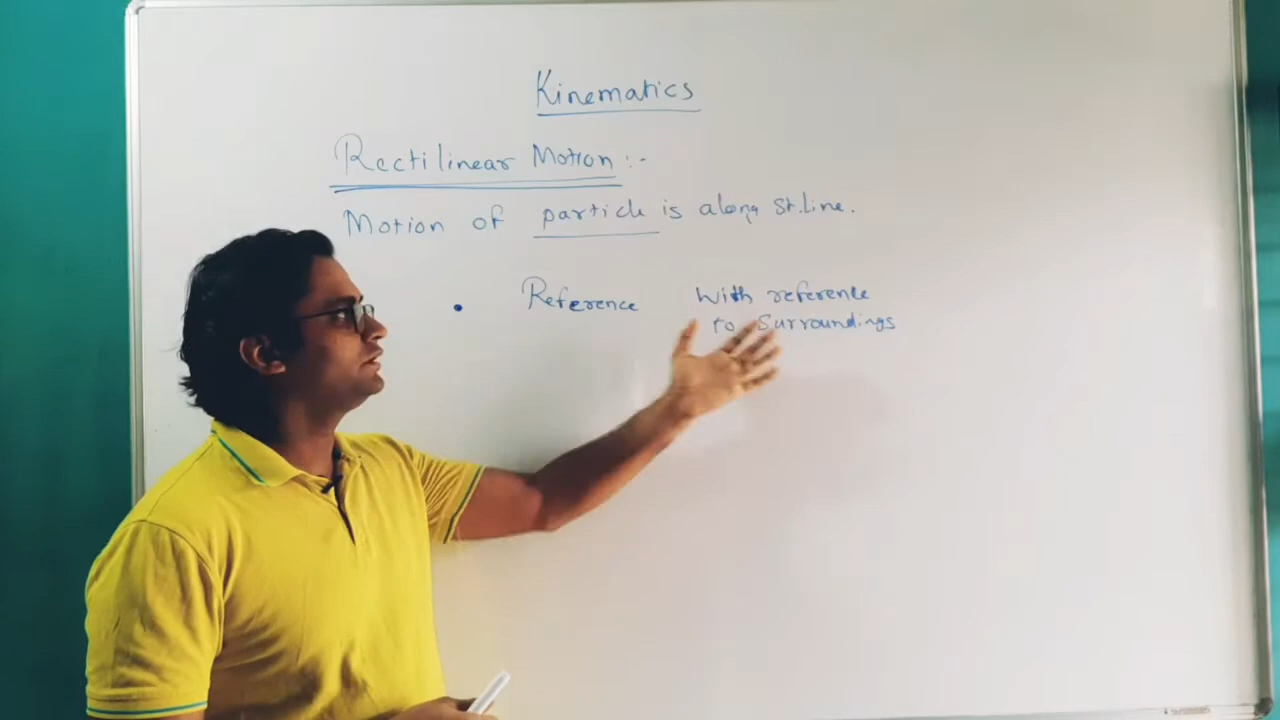 Kinematics
Rectilinear Motion :-
Motion of particle is along St. Line.
Reference With reference
to Surroundings